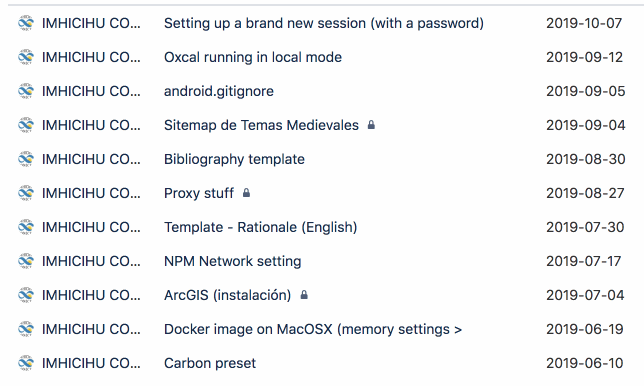 IMHICIHU CO... Setting up a brand new session (with a password) 2019-10-07
IMHICIHU CO... Oxcal running in local mode 2019-09-12
IMHICIHU CO... android.gitignore 2019-09-05
IMHICIHU CO... Sitemap de Temas Medievales 2019-09-04
IMHICIHU CO... Bibliography template 2019-08-30
IMHICIHU CO... Proxy stuff 2019-08-27
IMHICIHU CO... Template - Rationale (English) 2019-07-30
IMHICIHU CO... NPM Network setting 2019-07-17
IMHICIHU CO... ArcGIS (instalación) 2019-07-04
IMHICIHU CO... Docker image on MacOSX (memory settings > 2019-06-19
IMHICIHU CO... Carbon preset 2019-06-10